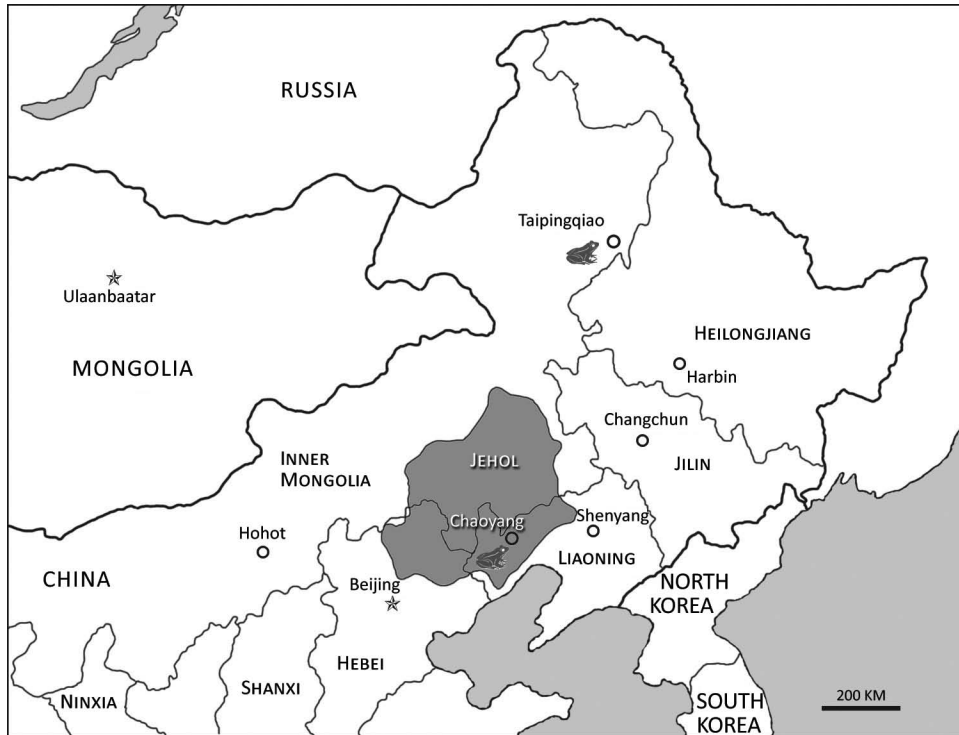 RUSSIA
Taipingqiao
Ulaanbaatar
MONGOLIA
HEILONGJIANG
Harbin
Changchun
JILIN
JEHOL
INNER
MONGOLIA
Chaoyang
Shenyang
Hohot
LIAONING
CHINA
Beijing
NORTH
KOREA
HEBEI
NINXIA
SHANXI
SOUTH
KOREA
200 KM